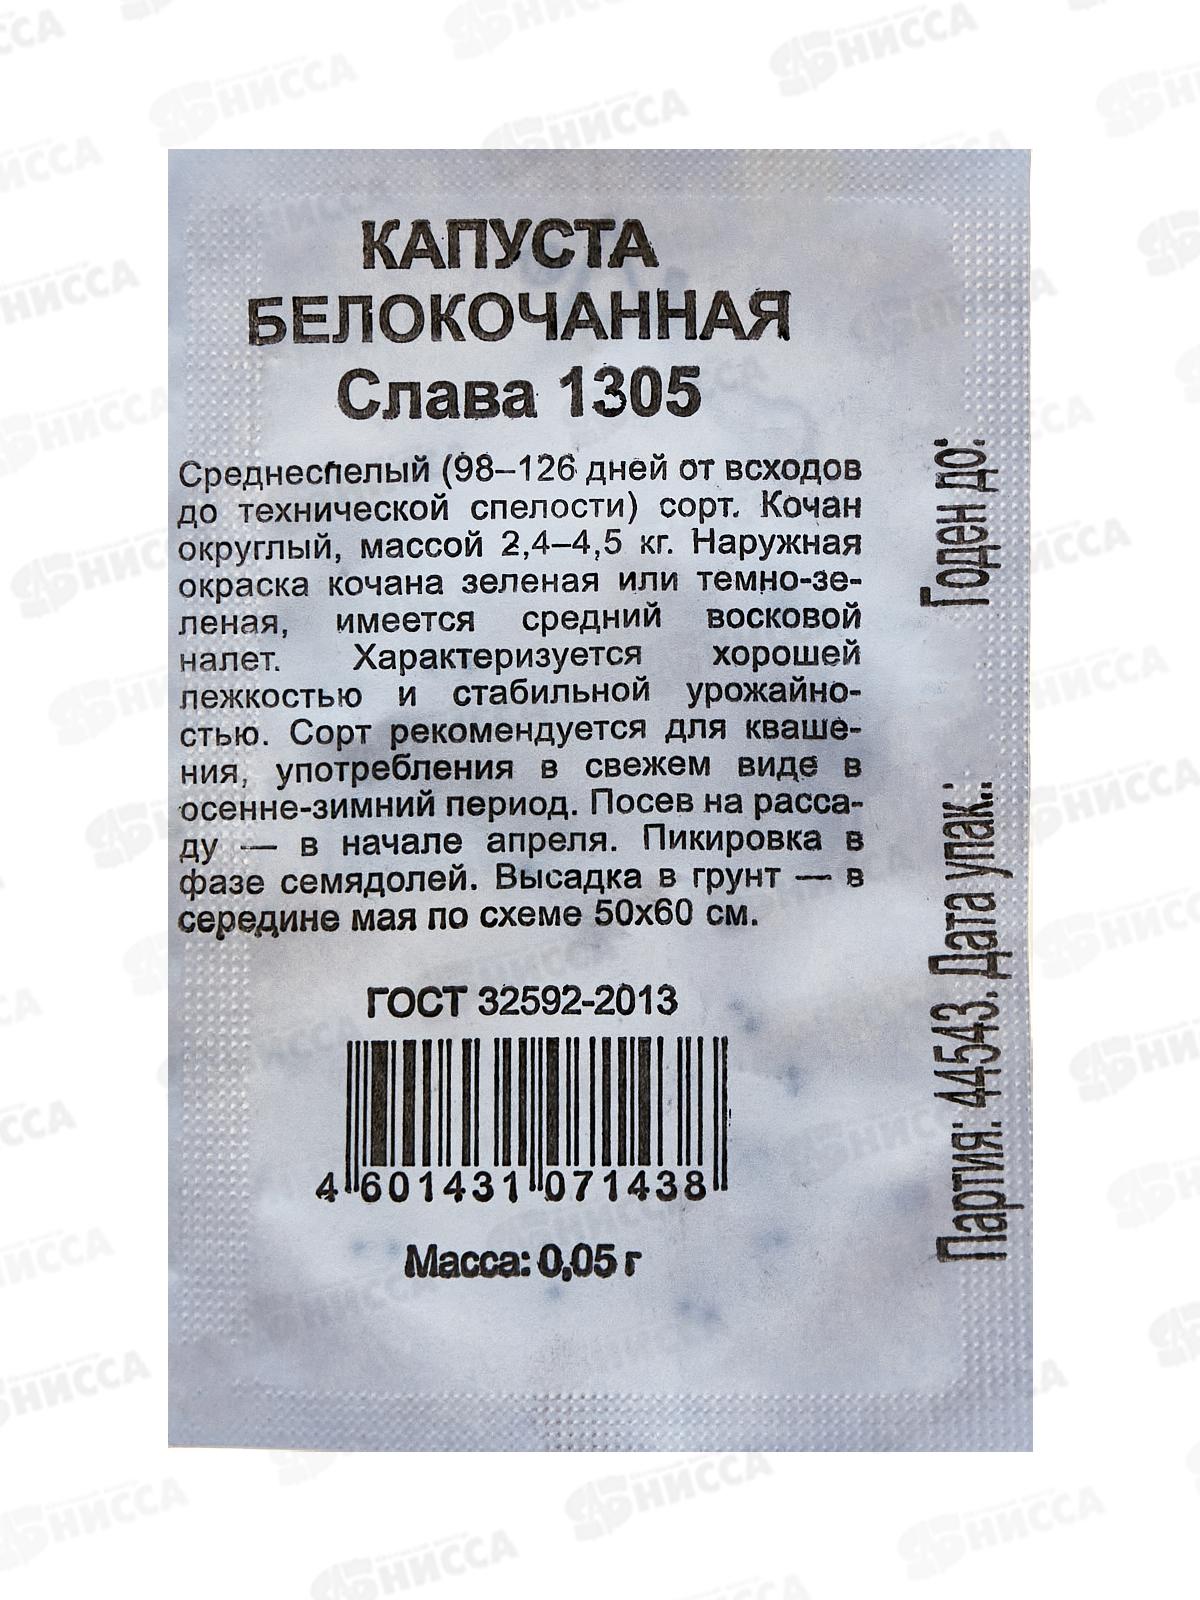 КАПУСТА
БЕЛОКОЧАННАЯ
Слава 1305
Среднеспелый (98–126 дней от всходов
до технической спелости) сорт. Кочан
округлый, массой 2,4–4,5 кг. Наружная
окраска кочана зеленая или темно-зе-
леная, имеется средний восковой
налет. Характеризуется хорошей
лежкостью и стабильной урожайно-
стью. Сорт рекомендуется для кваше-
ния, употребления в свежем виде в
осенне-зимний период. Посев на расса-
ду — в начале апреля. Пикировка в
фазе семядолей. Высадка в грунт — в
середине мая по схеме 50х60 см.
ГОСТ 32592-2013
4 601431 071438
Масса: 0,05 г
Партия: 44543. Дата упак.:
Годен до:
НИССА